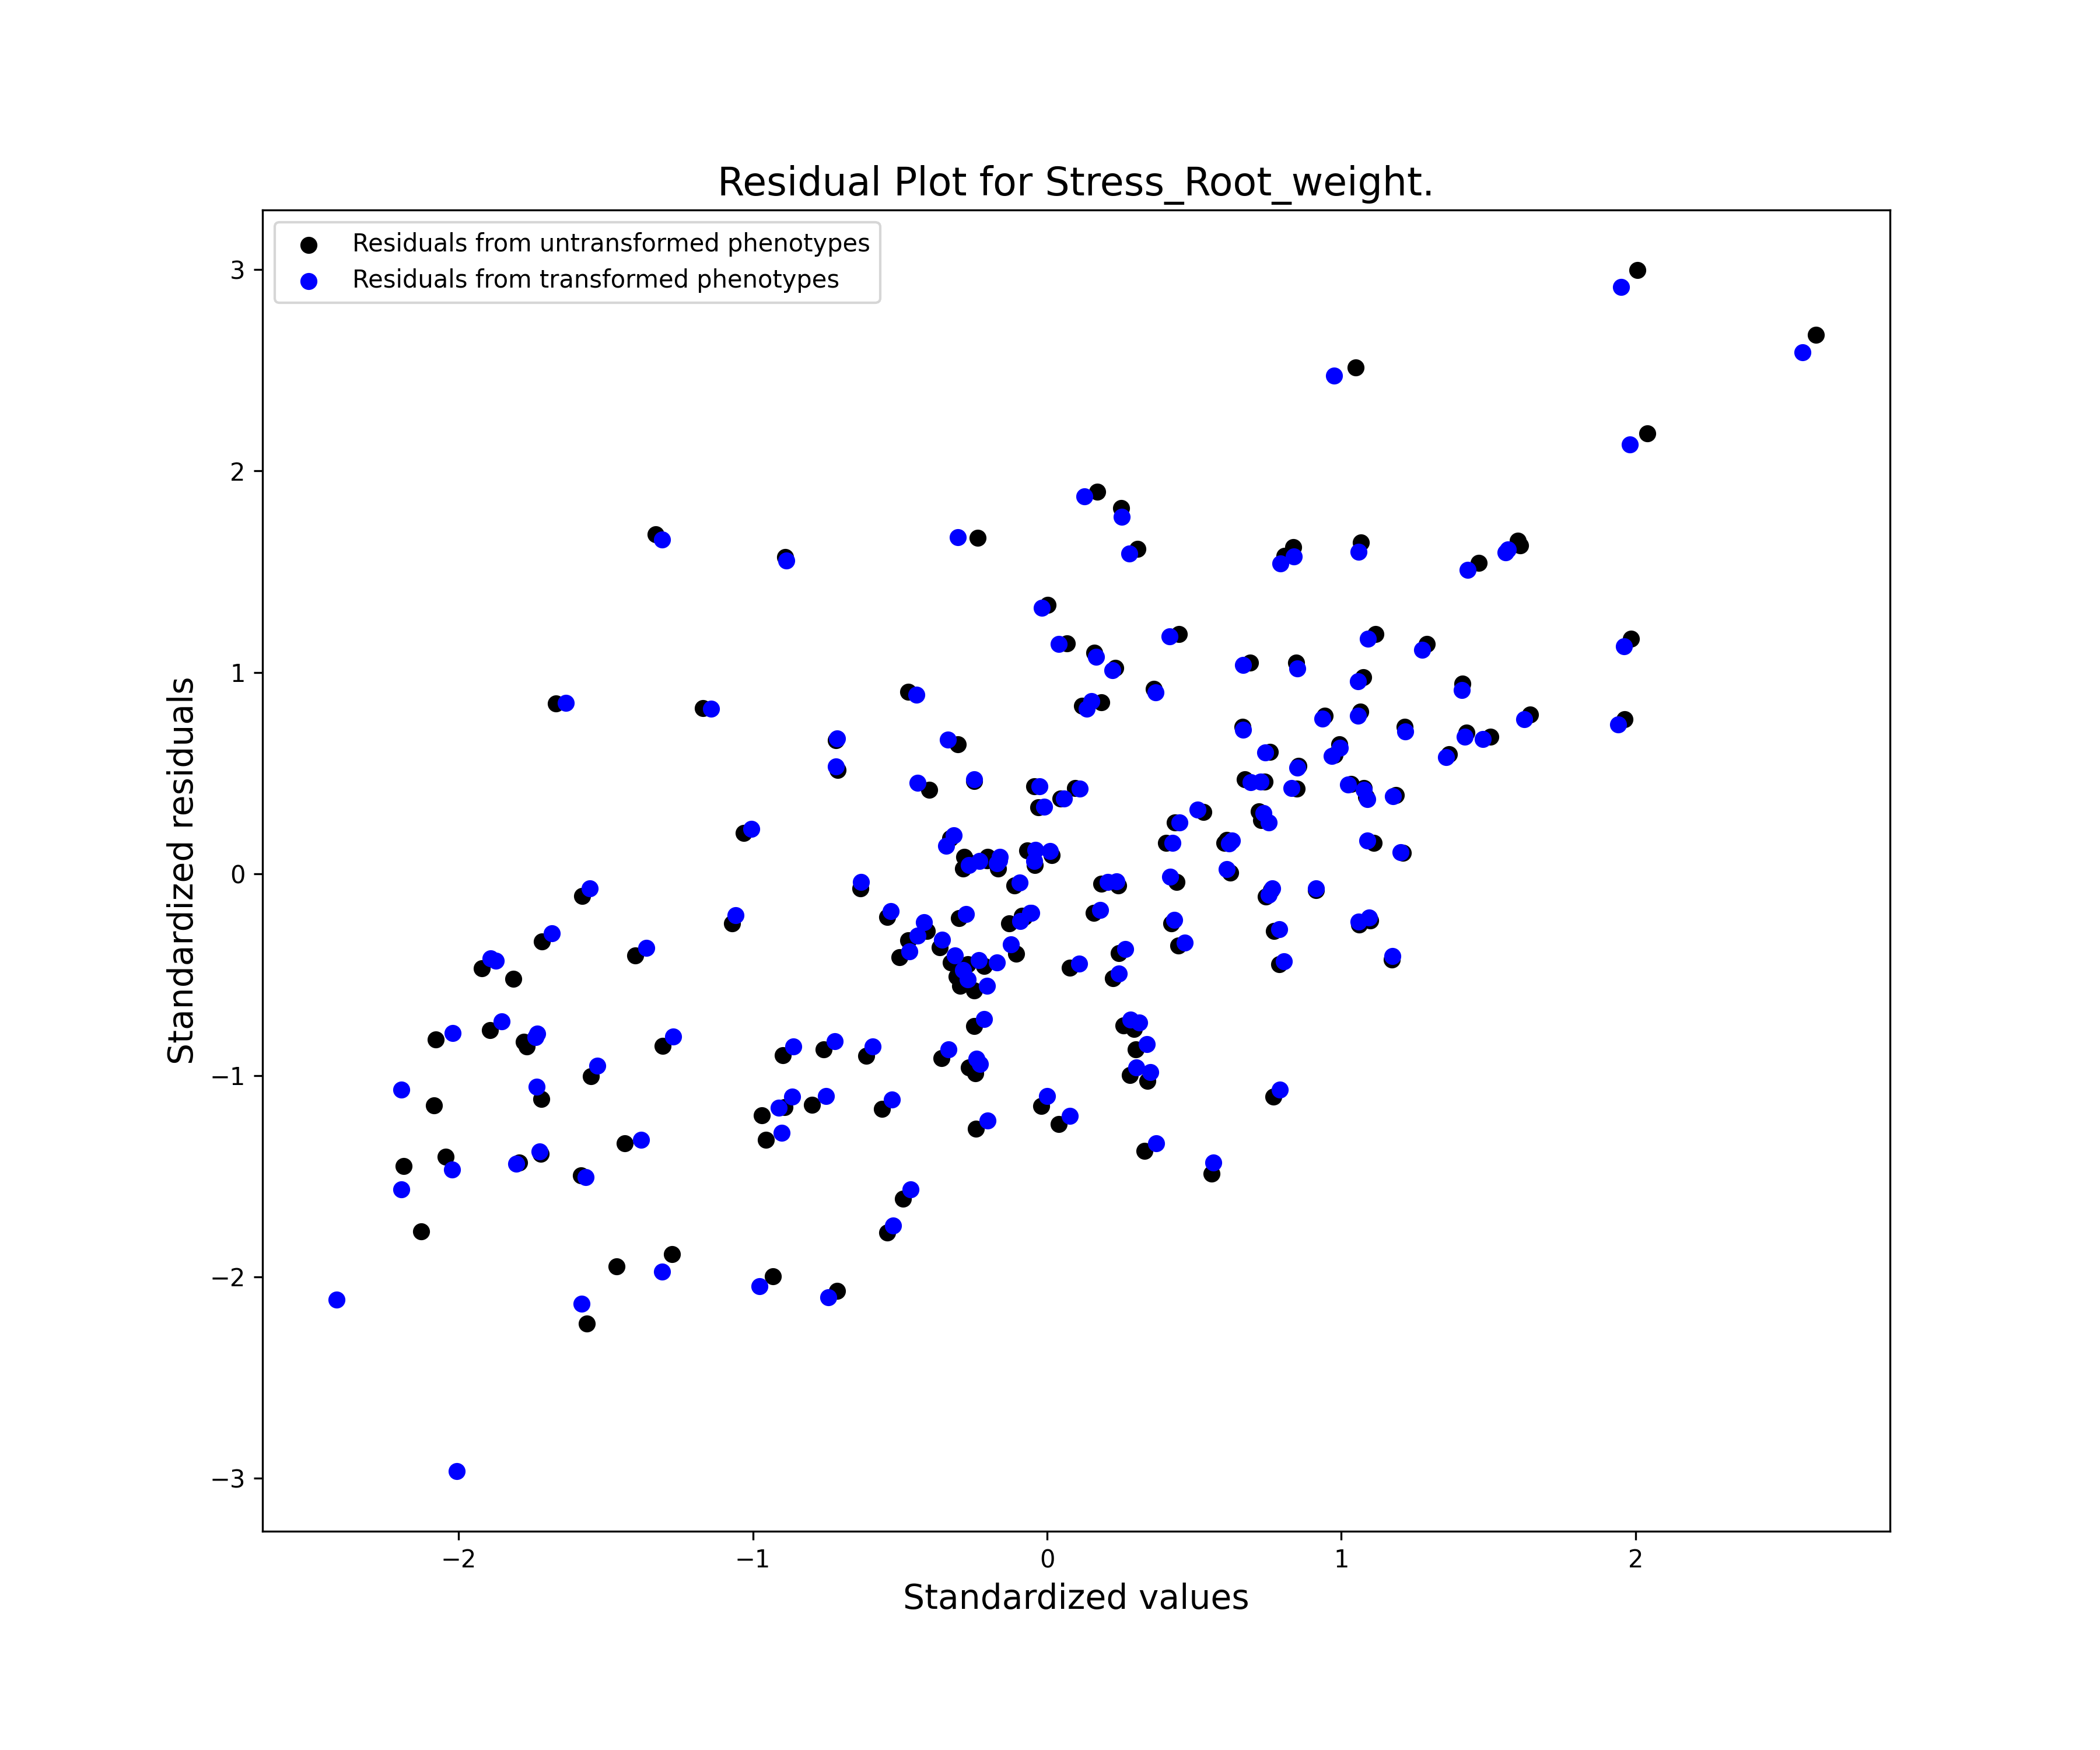 Residual Plot for Stress_Root_weight.
Residuals from untransformed phenotypes
Residuals from transformed phenotypes
Standardized residuals
3
2
1
0
−1
−2
−3
−2 −1 0 1 2
Standardized values